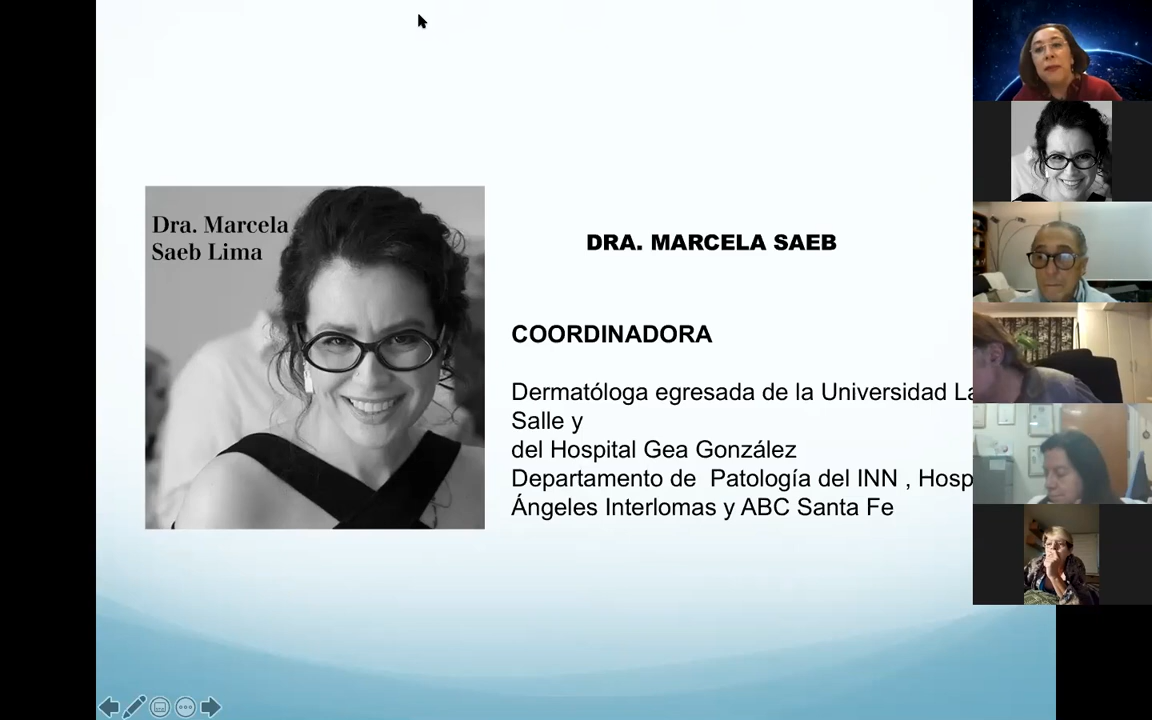 Dra. Marcela
Saeb Lima
DRA. MARCELA SAEB
COORDINADORA
Dermatóloga egresada de la Universidad La
Salle y
del Hospital Gea González
Departamento de Patología del INN , Hosp
Ángeles Interlomas y ABC Santa Fe